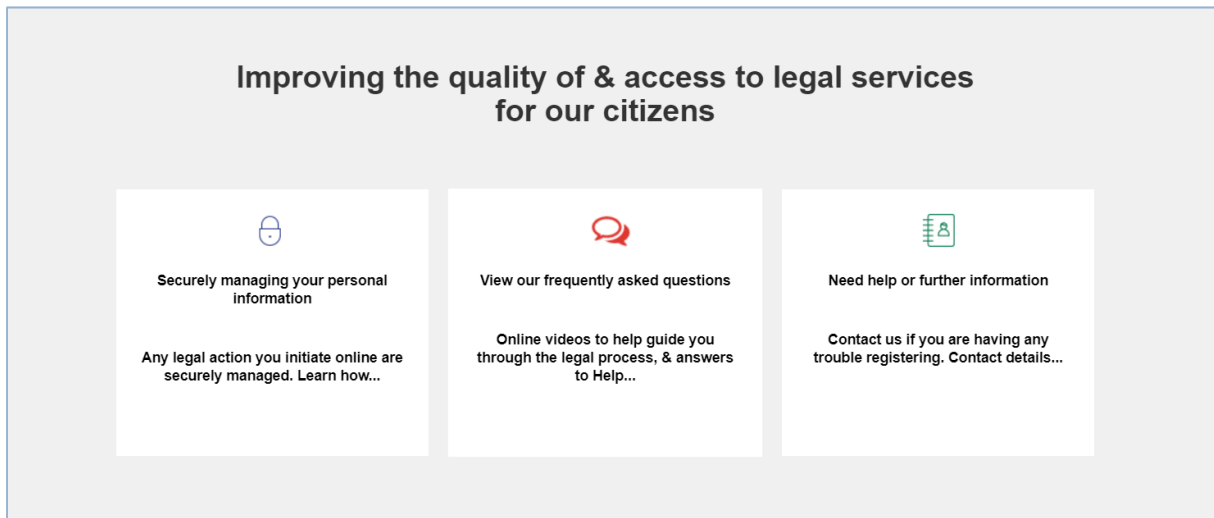 Improving the quality of & access to legal services
for our citizens
Securely managing your personal
information
Any legal action you initiate online are
securely managed. Learn how...
View our frequently asked questions
Online videos to help guide you
through the legal process, & answers
to Help...
Need help or further information
Contact us if you are having any
trouble registering. Contact details...